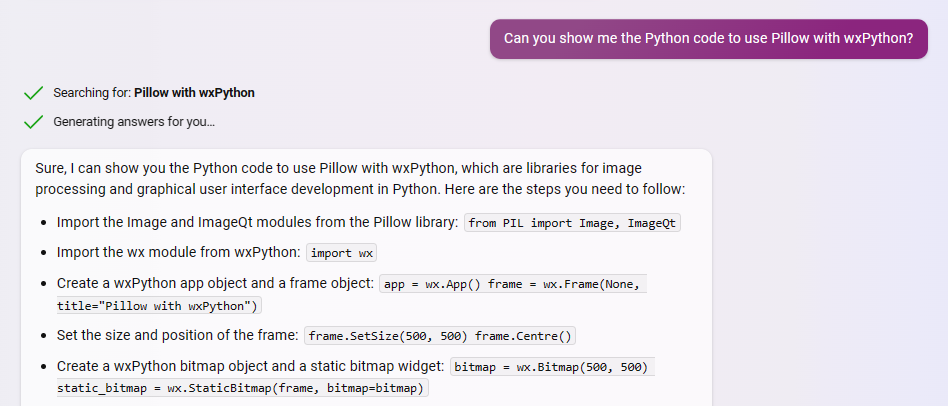 Can you show me the Python code to use Pillow with wxPython?
Searching for: Pillow with wxPython
Generating answers for you...
Sure, I can show you the Python code to use Pillow with wxPython, which are libraries for image
processing and graphical user interface development in Python. Here are the steps you need to follow:
• Import the Image and ImageQt modules from the Pillow library: from PIL import Image, ImageQt
• Import the wx module from wxPython: import wx
• Create a wxPython app object and a frame object: app = wx.App() frame = wx.Frame(None,
title="Pillow with wxPython")
• Set the size and position of the frame: frame.SetSize(500, 500) frame.Centre()
• Create a wxPython bitmap object and a static bitmap widget: bitmap = wx.Bitmap(500, 500)
static_bitmap = wx.StaticBitmap(frame, bitmap=bitmap)